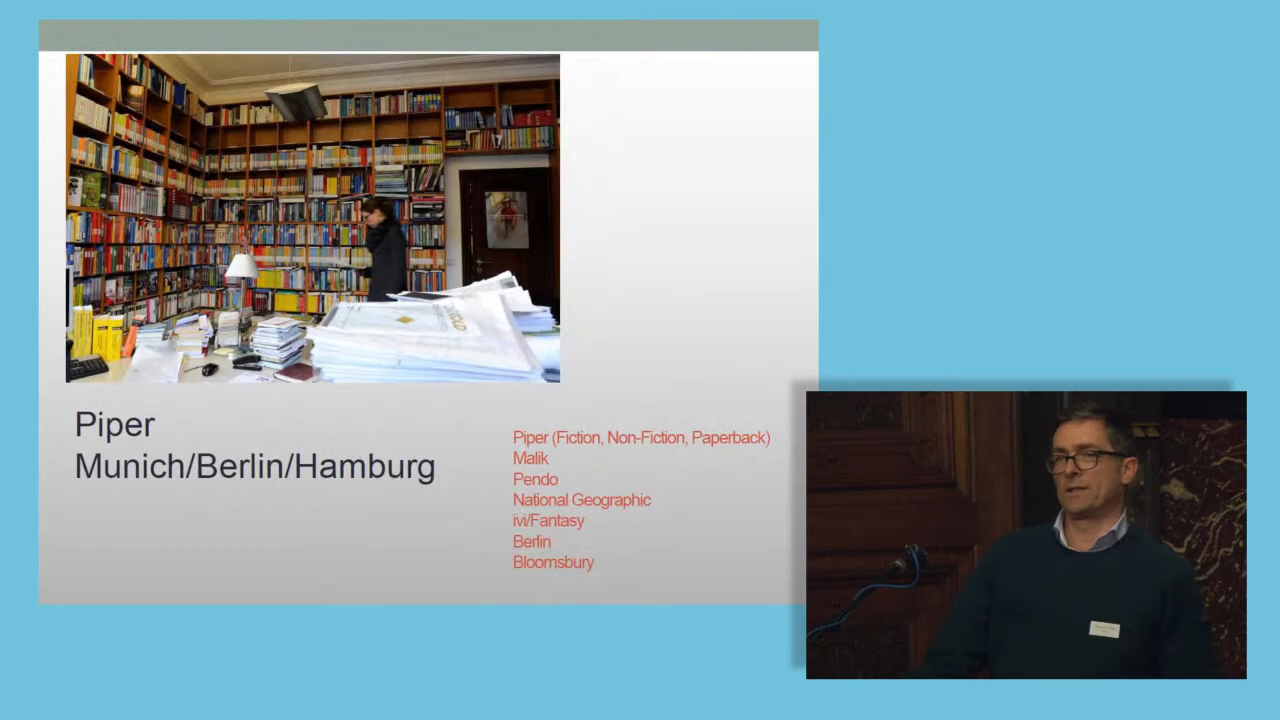 Piper
Munich/Berlin/Hamburg
Piper (Fiction, Non-Fiction, Paperback)
Malik
Pendo
National Geographic
ivi/Fantasy
Berlin
Bloomsbury